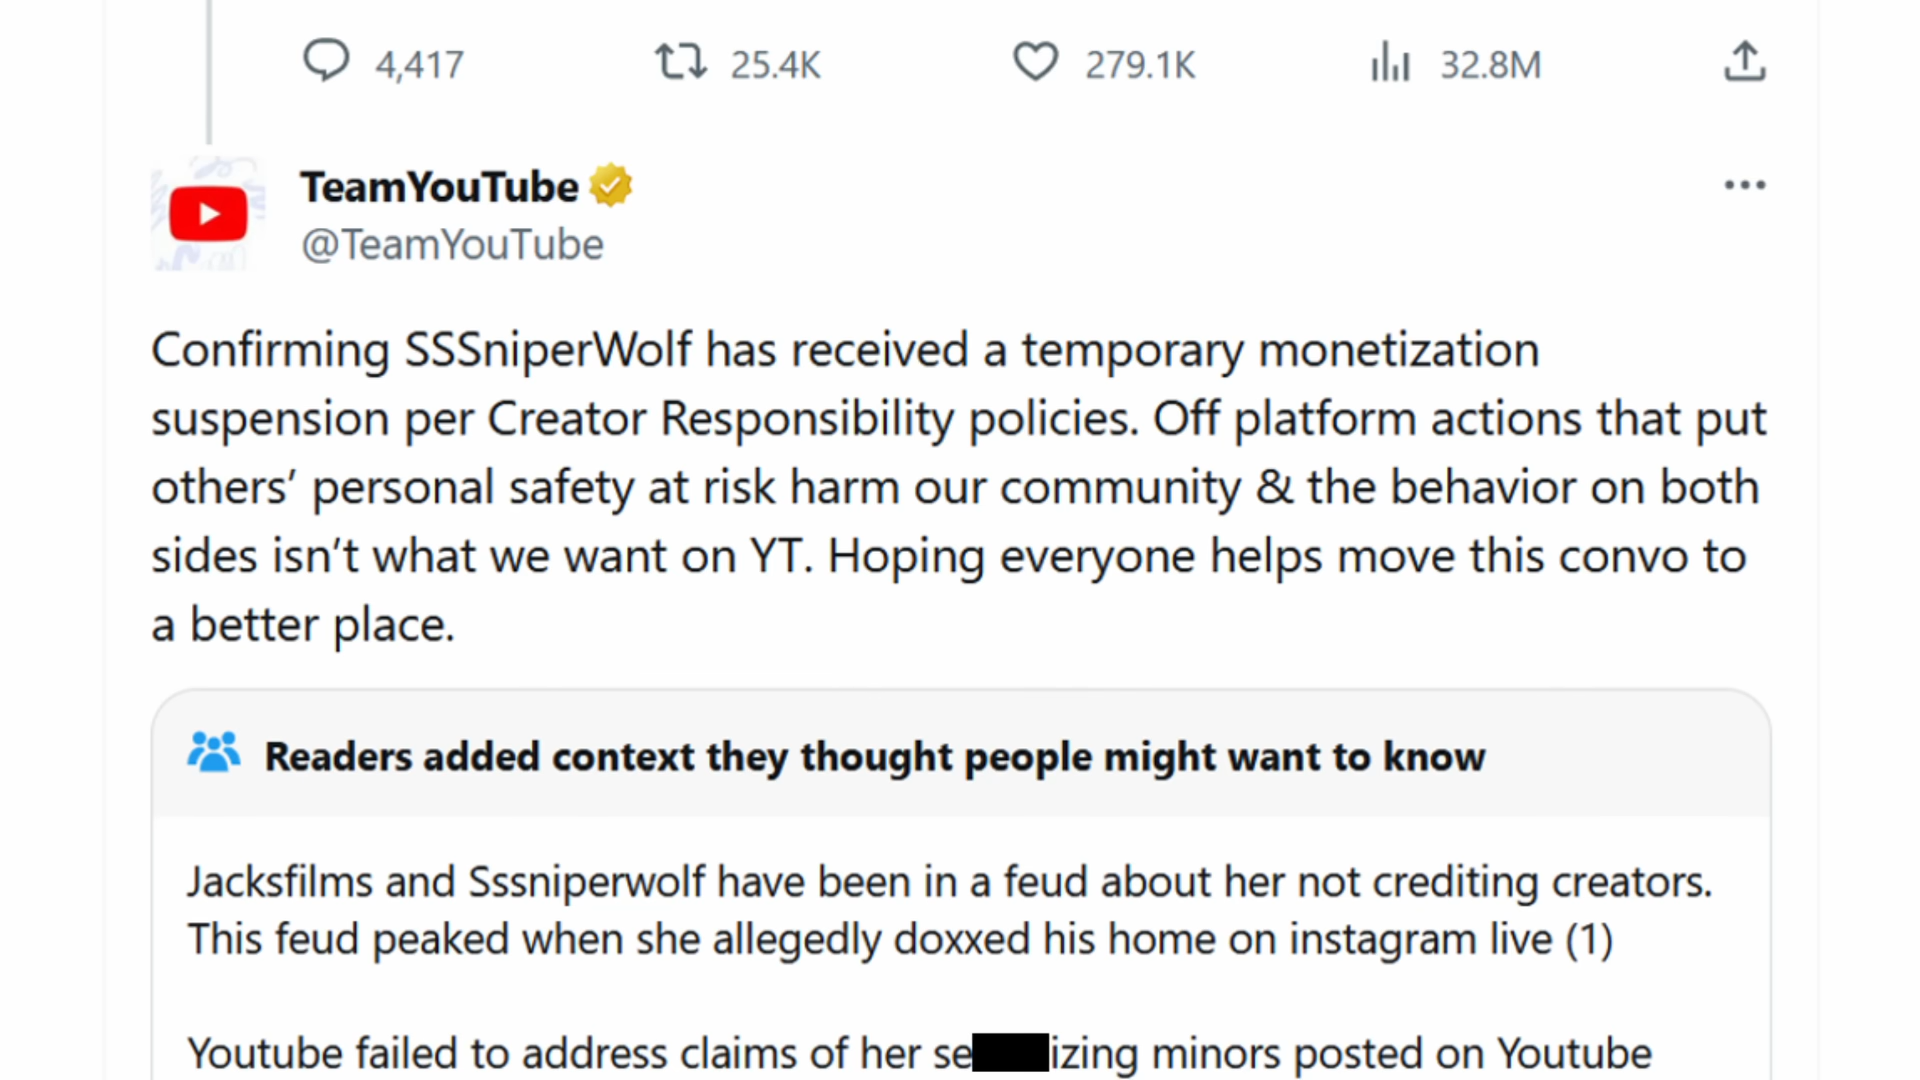 4,417 25.4K 279.1K 32.8M
TeamYouTube
@TeamYouTube
Confirming SSSniperWolf has received a temporary monetization
suspension per Creator Responsibility policies. Off platform actions that put
others’ personal safety at risk harm our community & the behavior on both
sides isn’t what we want on YT. Hoping everyone helps move this convo to
a better place.
Readers added context they thought people might want to know
Jacksfilms and Sssniperwolf have been in a feud about her not crediting creators.
This feud peaked when she allegedly doxxed his home on instagram live (1)
Youtube failed to address claims of her se izing minors posted on Youtube